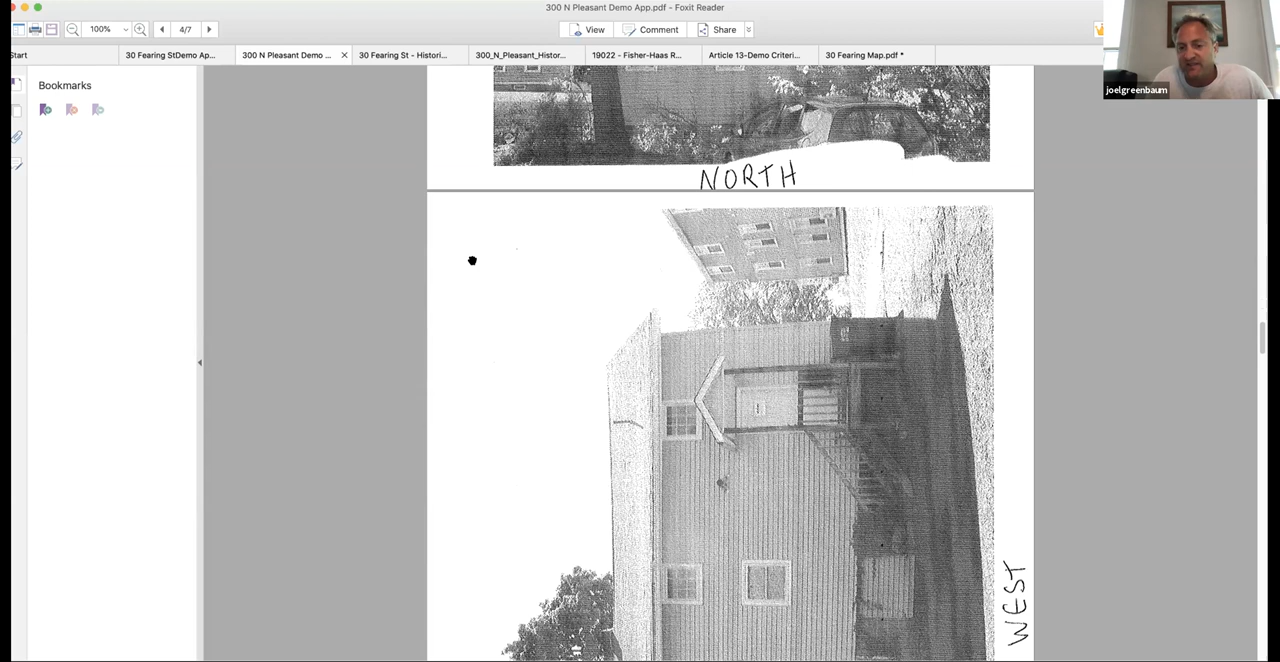 300 N Pleasant Demo App.pdf - Foxit Reader
100%
4/7
View
Comment
Share
Start
30 Fearing StDemo Ap...
300 N Pleasant Demo ...
30 Fearing St - Histori...
300_N_Pleasant_Histor...
19022 - Fisher-Haas R...
Article 13-Demo Criteri...
30 Fearing Map.pdf *
joelgreenbaum
Bookmarks
NORTH
WEST